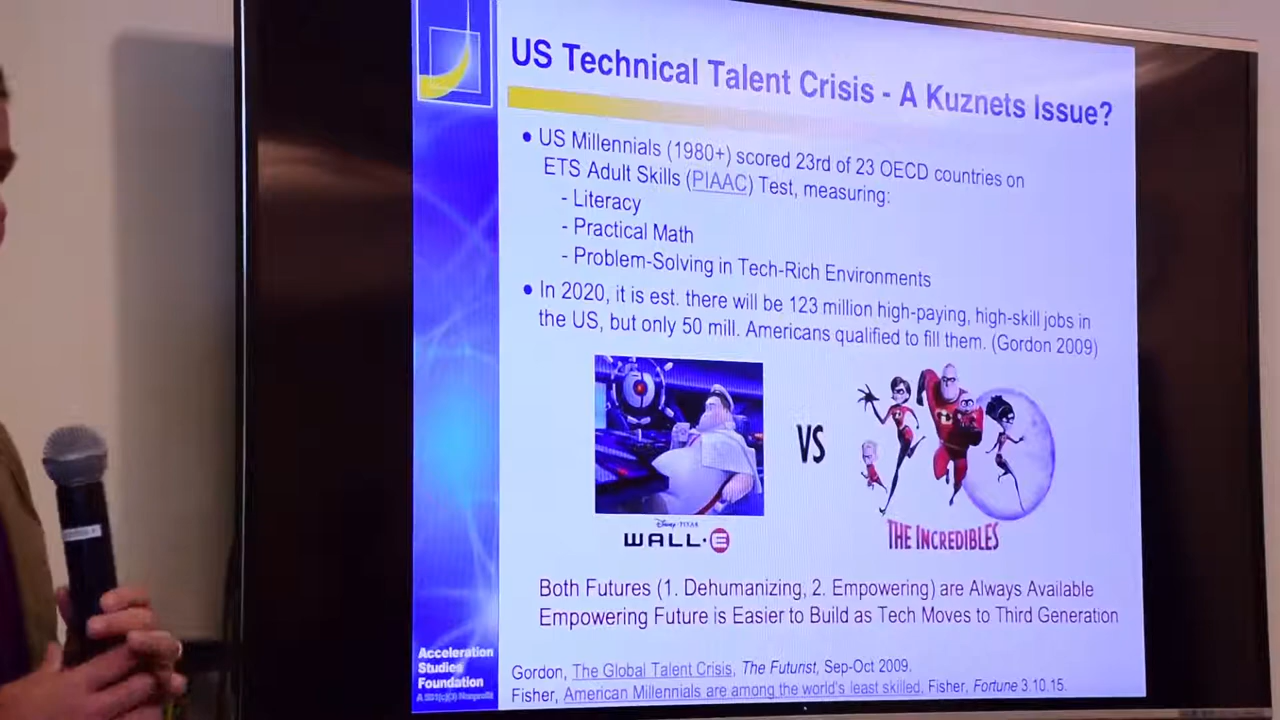 US Technical Talent Crisis - A Kuznets Issue?
• US Millennials (1980+) scored 23rd of 23 OECD countries on
ETS Adult Skills (PIAAC) Test, measuring:
- Literacy
- Practical Math
- Problem-Solving in Tech-Rich Environments
• In 2020, it is est. there will be 123 million high-paying, high-skill jobs in
the US, but only 50 mill. Americans qualified to fill them. (Gordon 2009)
VS
Disney · PIXAR
WALL·E
THE INCREDIBLES
Both Futures (1. Dehumanizing, 2. Empowering) are Always Available
Empowering Future is Easier to Build as Tech Moves to Third Generation
Acceleration
Studies
Foundation
A 501(c)(3) Nonprofit
Gordon, The Global Talent Crisis, The Futurist, Sep-Oct 2009.
Fisher, American Millennials are among the world's least skilled, Fisher, Fortune 3.10.15.